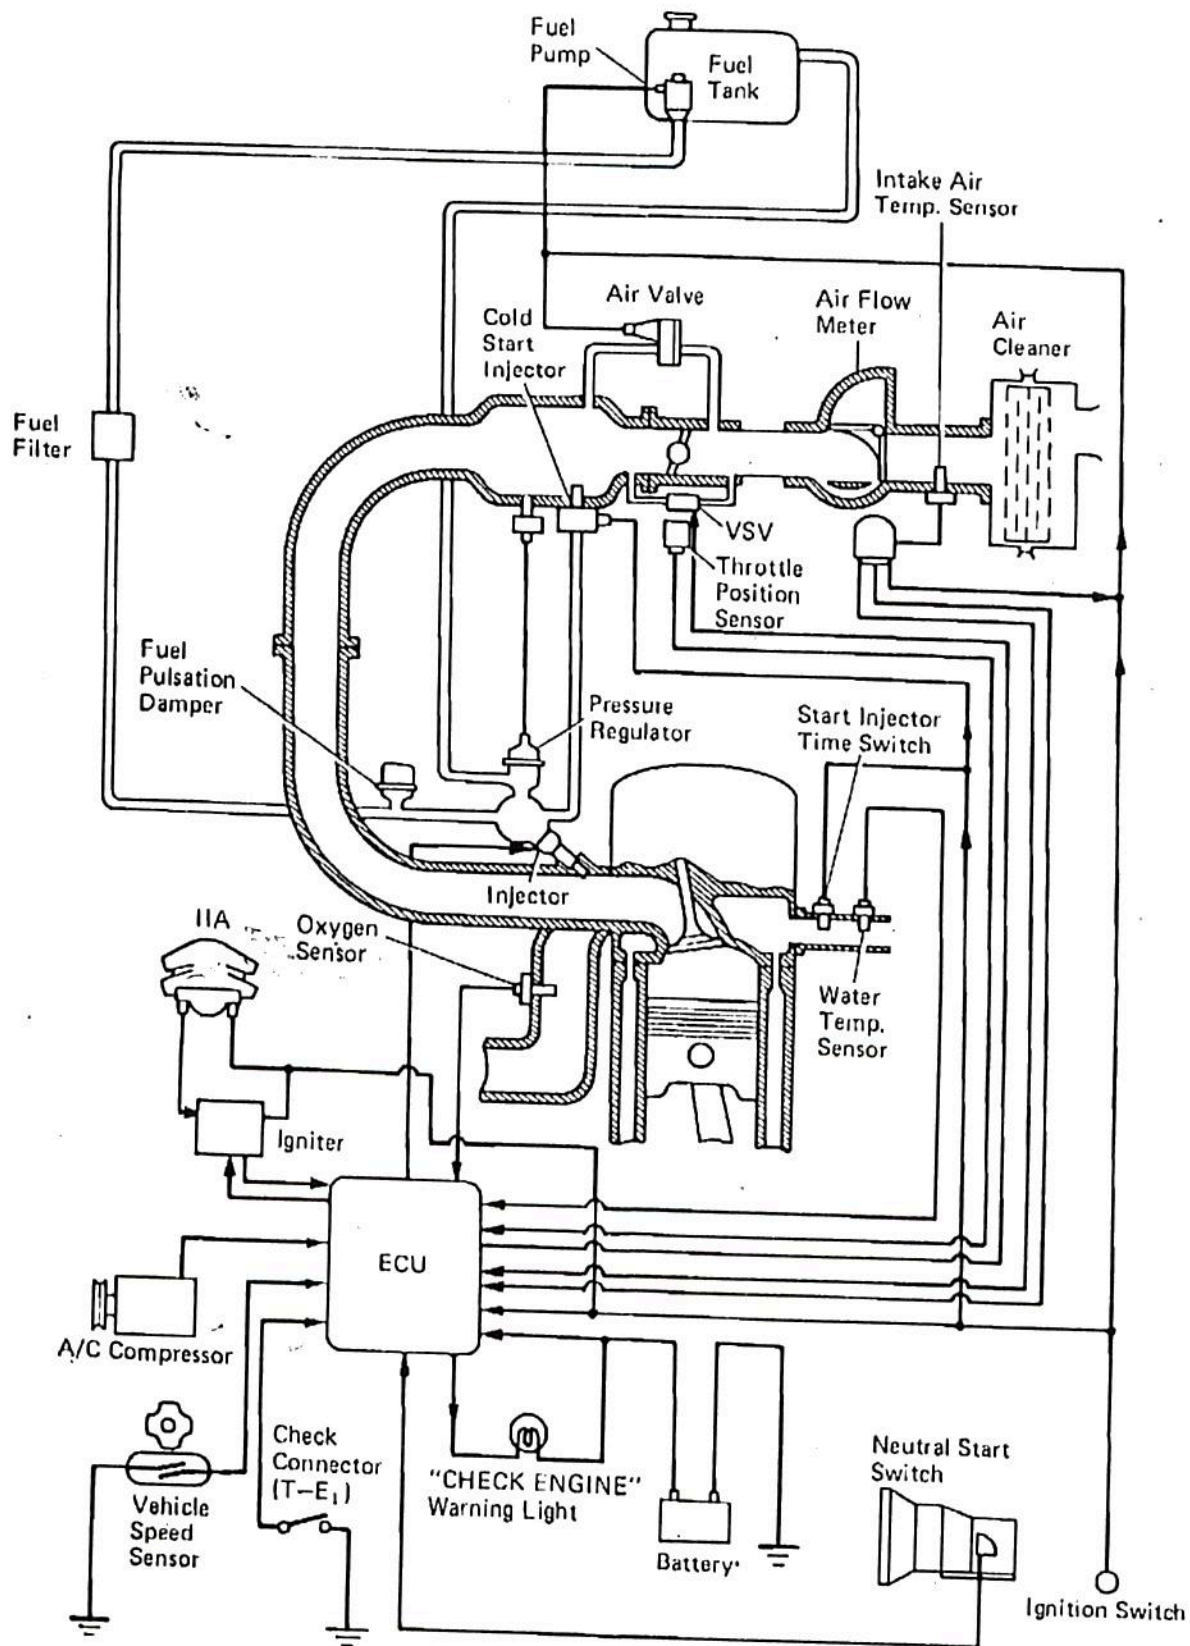 Fuel
Pump
Fuel
Tank
Intake Air
Temp. Sensor
Air Valve
Air Flow
Meter
Air
Cleaner
Cold
Start
Injector
Fuel
Filter
VSV
Throttle
Position
Sensor
Fuel
Pulsation
Damper
Pressure
Regulator
Start Injector
Time Switch
Injector
IIA
Oxygen
Sensor
Water
Temp.
Sensor
Igniter
ECU
A/C Compressor
Check
Connector
(T-E1)
"CHECK ENGINE"
Warning Light
Neutral Start
Switch
Vehicle
Speed
Sensor
Battery
Ignition Switch